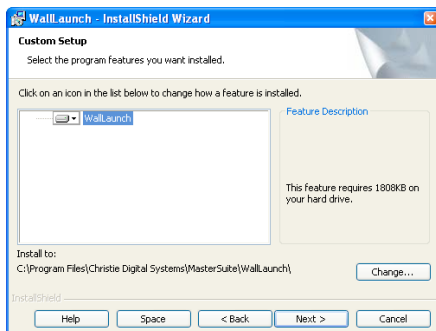 WallLaunch - InstallShield Wizard
Custom Setup
Select the program features you want installed.
Click on an icon in the list below to change how a feature is installed.
WallLaunch
Feature Description
This feature requires 1808KB on
your hard drive.
Install to:
C:\Program Files\Christie Digital Systems\MasterSuite\WallLaunch\
Change...
InstallShield
Help Space < Back Next > Cancel